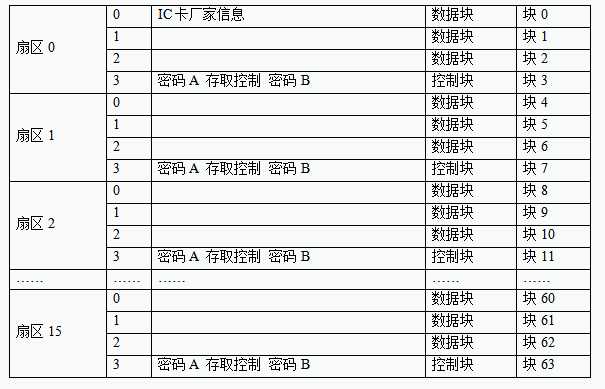 0 IC卡厂家信息 数据块 块 0
扇区 0
1 数据块 块 1
2 数据块 块 2
3 密码 A 存取控制 密码 B 控制块 块 3
0 数据块 块 4
扇区 1
1 数据块 块 5
2 数据块 块 6
3 密码 A 存取控制 密码 B 控制块 块 7
0 数据块 块 8
扇区 2
1 数据块 块 9
2 数据块 块 10
3 密码 A 存取控制 密码 B 控制块 块 11
…… …… …… …… ……
0 数据块 块 60
扇区 15
1 数据块 块 61
2 数据块 块 62
3 密码 A 存取控制 密码 B 控制块 块 63